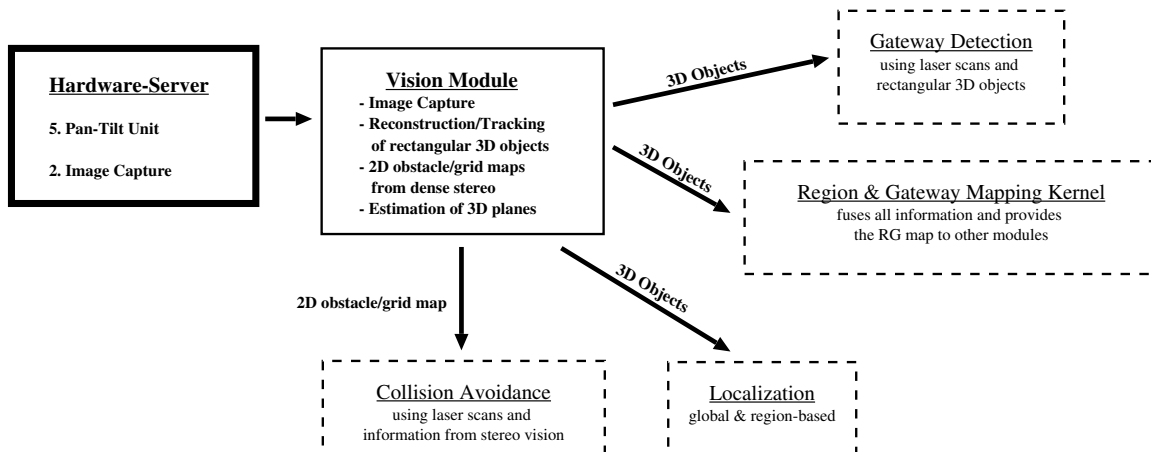 Hardware-Server
5. Pan-Tilt Unit
2. Image Capture
Vision Module
- Image Capture
- Reconstruction/Tracking
of rectangular 3D objects
- 2D obstacle/grid maps
from dense stereo
- Estimation of 3D planes
3D Objects
Gateway Detection
using laser scans and
rectangular 3D objects
3D Objects
Region & Gateway Mapping Kernel
fuses all information and provides
the RG map to other modules
2D obstacle/grid map
3D Objects
Collision Avoidance
using laser scans and
information from stereo vision
Localization
global & region-based